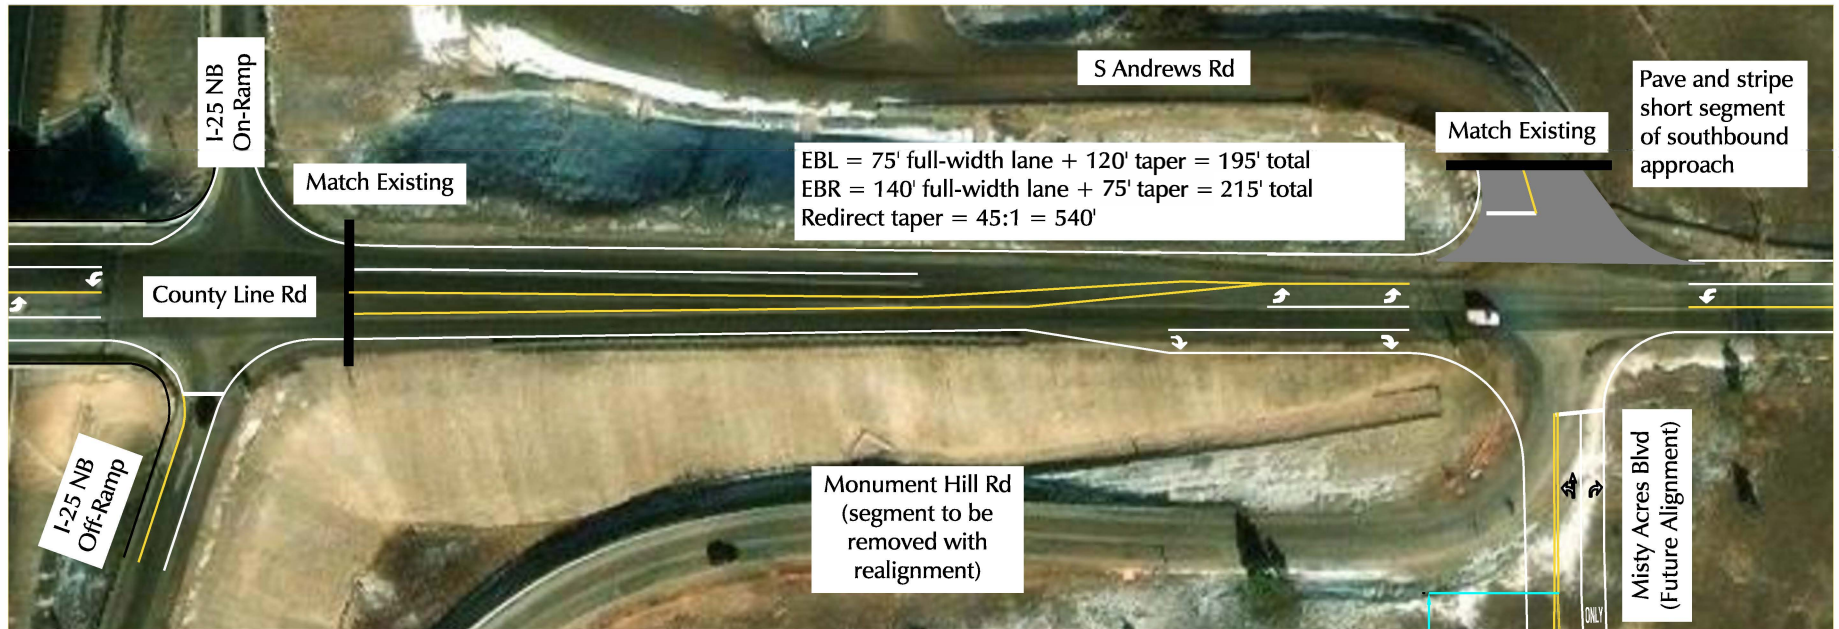 I-25 NB
On-Ramp
S Andrews Rd
Pave and stripe
short segment
of southbound
approach
Match Existing
Match Existing
EBL = 75' full-width lane + 120' taper = 195' total
EBR = 140' full-width lane + 75' taper = 215' total
Redirect taper = 45:1 = 540'
County Line Rd
I-25 NB
Off-Ramp
Monument Hill Rd
(segment to be
removed with
realignment)
Misty Acres Blvd
(Future Alignment)
ONLY